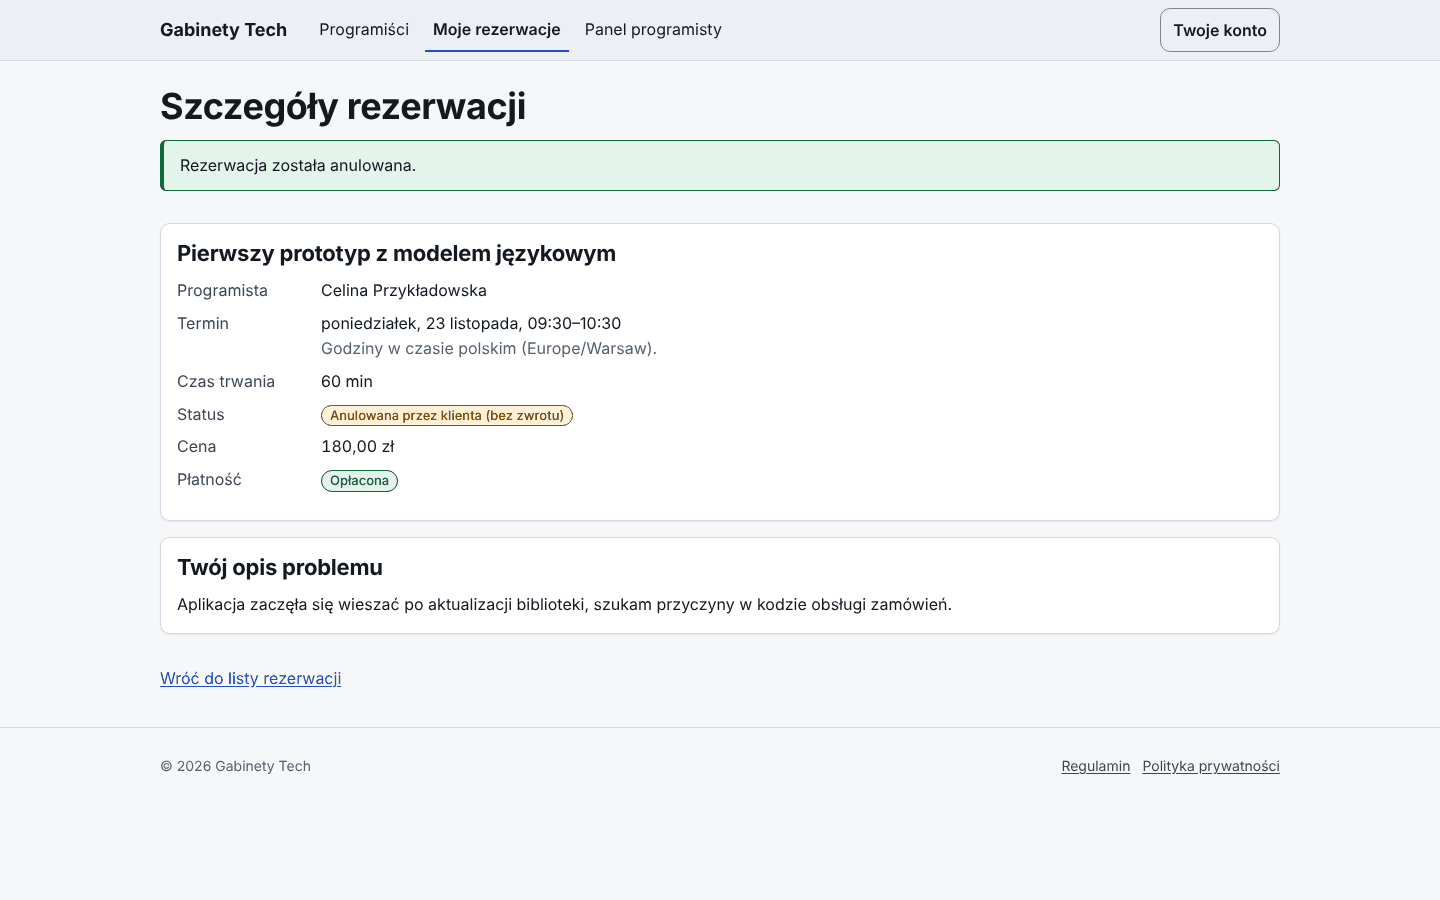 Gabinety Tech Programiści Moje rezerwacje Panel programisty Twoje konto
Szczegóły rezerwacji
Rezerwacja została anulowana.
Pierwszy prototyp z modelem językowym
Programista Celina Przykładowska
Termin poniedziałek, 23 listopada, 09:30–10:30
Godziny w czasie polskim (Europe/Warsaw).
Czas trwania 60 min
Status Anulowana przez klienta (bez zwrotu)
Cena 180,00 zł
Płatność Opłacona
Twój opis problemu
Aplikacja zaczęła się wieszać po aktualizacji biblioteki, szukam przyczyny w kodzie obsługi zamówień.
Wróć do listy rezerwacji
© 2026 Gabinety Tech Regulamin Polityka prywatności